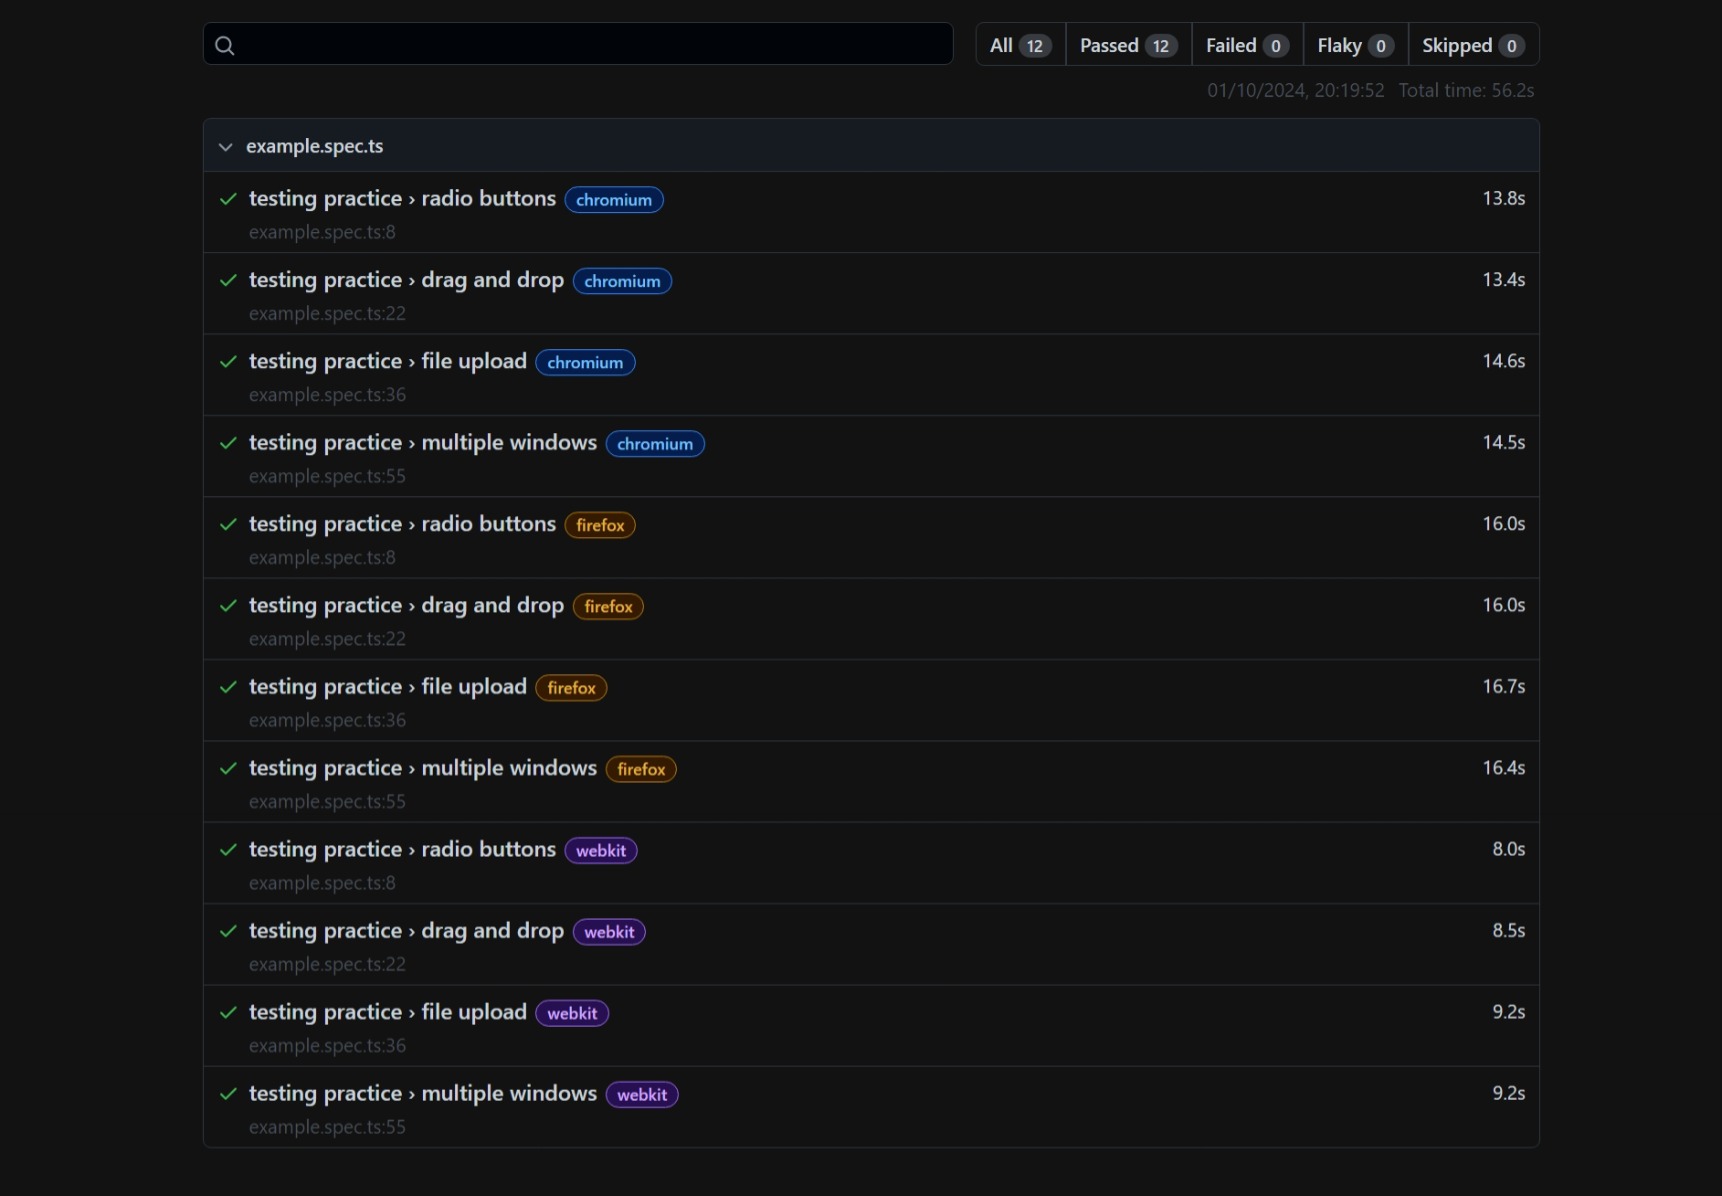 All 12 Passed 12 Failed 0 Flaky 0 Skipped 0
01/10/2024, 20:19:52 Total time: 56.2s
example.spec.ts
testing practice › radio buttons chromium 13.8s
example.spec.ts:8
testing practice › drag and drop chromium 13.4s
example.spec.ts:22
testing practice › file upload chromium 14.6s
example.spec.ts:36
testing practice › multiple windows chromium 14.5s
example.spec.ts:55
testing practice › radio buttons firefox 16.0s
example.spec.ts:8
testing practice › drag and drop firefox 16.0s
example.spec.ts:22
testing practice › file upload firefox 16.7s
example.spec.ts:36
testing practice › multiple windows firefox 16.4s
example.spec.ts:55
testing practice › radio buttons webkit 8.0s
example.spec.ts:8
testing practice › drag and drop webkit 8.5s
example.spec.ts:22
testing practice › file upload webkit 9.2s
example.spec.ts:36
testing practice › multiple windows webkit 9.2s
example.spec.ts:55